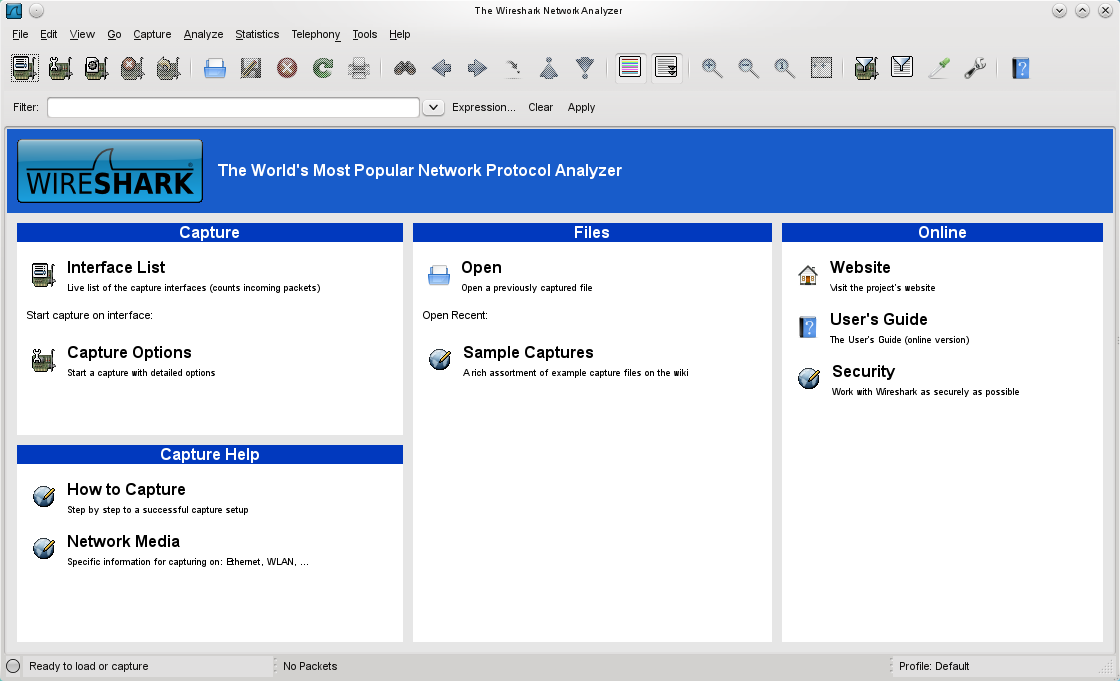 The Wireshark Network Analyzer
File Edit View Go Capture Analyze Statistics Telephony Tools Help
Filter: Expression... Clear Apply
WIRESHARK®
The World's Most Popular Network Protocol Analyzer
Capture
Interface List
Live list of the capture interfaces (counts incoming packets)
Start capture on interface:
Capture Options
Start a capture with detailed options
Capture Help
How to Capture
Step by step to a successful capture setup
Network Media
Specific information for capturing on: Ethernet, WLAN, ...
Files
Open
Open a previously captured file
Open Recent:
Sample Captures
A rich assortment of example capture files on the wiki
Online
Website
Visit the project's website
User's Guide
The User's Guide (online version)
Security
Work with Wireshark as securely as possible
Ready to load or capture
No Packets
Profile: Default